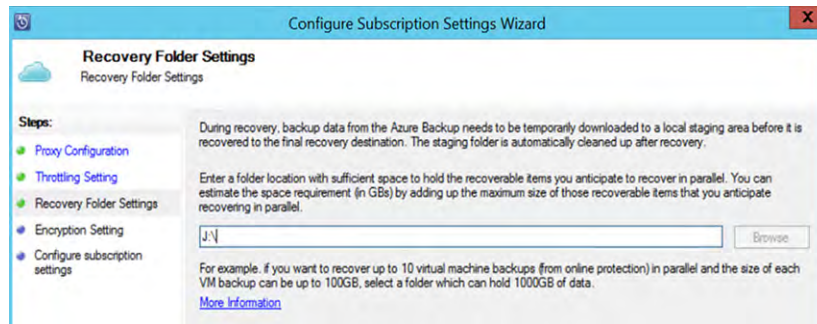 Configure Subscription Settings Wizard
X
Recovery Folder Settings
Recovery Folder Settings
Steps:
Proxy Configuration
Throttling Setting
Recovery Folder Settings
Encryption Setting
Configure subscription
settings
During recovery, backup data from the Azure Backup needs to be temporarily downloaded to a local staging area before it is
recovered to the final recovery destination. The staging folder is automatically cleaned up after recovery.
Enter a folder location with sufficient space to hold the recoverable items you anticipate to recover in parallel. You can
estimate the space requirement (in GBs) by adding up the maximum size of those recoverable items that you anticipate
recovering in parallel.
J:\
Browse
For example. if you want to recover up to 10 virtual machine backups (from online protection) in parallel and the size of each
VM backup can be up to 100GB, select a folder which can hold 1000GB of data.
More Information